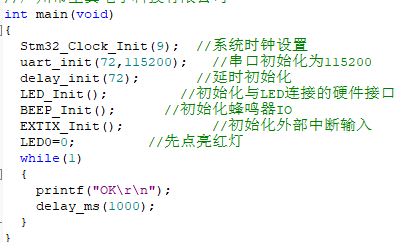 int main(void)
{
Stm32_Clock_Init(9); //系统时钟设置
uart_init(72,115200); //串口初始化为115200
delay_init(72); //延时初始化
LED_Init(); //初始化与LED连接的硬件接口
BEEP_Init(); //初始化蜂鸣器IO
EXTIX_Init(); //初始化外部中断输入
LED0=0; //先点亮红灯
while(1)
{
printf("OK\r\n");
delay_ms(1000);
}
}